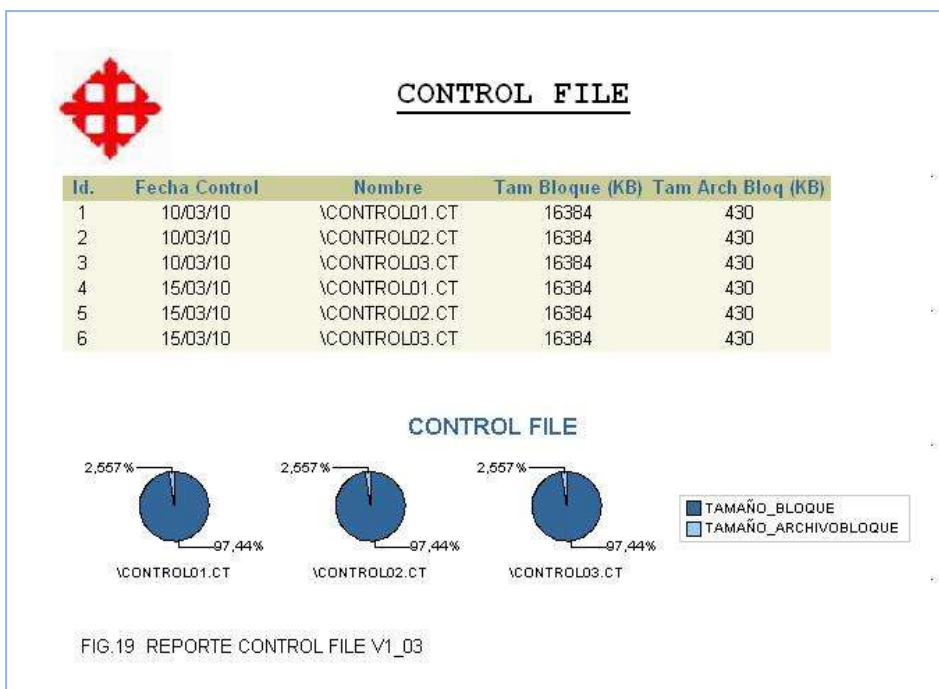 CONTROL FILE
Id. Fecha Control Nombre Tam Bloque (KB) Tam Arch Bloq (KB)
1 10/03/10 \CONTROL01.CT 16384 430
2 10/03/10 \CONTROL02.CT 16384 430
3 10/03/10 \CONTROL03.CT 16384 430
4 15/03/10 \CONTROL01.CT 16384 430
5 15/03/10 \CONTROL02.CT 16384 430
6 15/03/10 \CONTROL03.CT 16384 430
CONTROL FILE
2,557% 2,557% 2,557%
TAMAÑO_BLOQUE
TAMAÑO_ARCHIVOBLOQUE
97,44% 97,44% 97,44%
\CONTROL01.CT \CONTROL02.CT \CONTROL03.CT
FIG.19 REPORTE CONTROL FILE V1_03